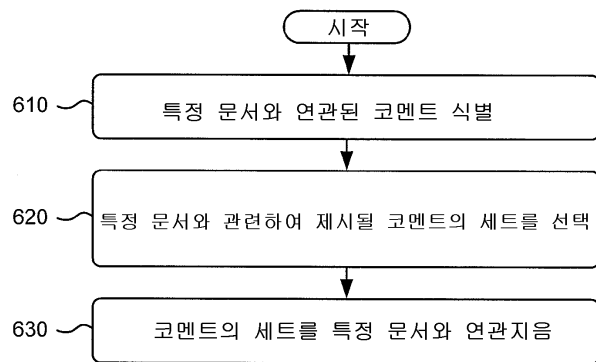 시작
610
특정 문서와 연관된 코멘트 식별
620
특정 문서와 관련하여 제시될 코멘트의 세트를 선택
630
코멘트의 세트를 특정 문서와 연관지음